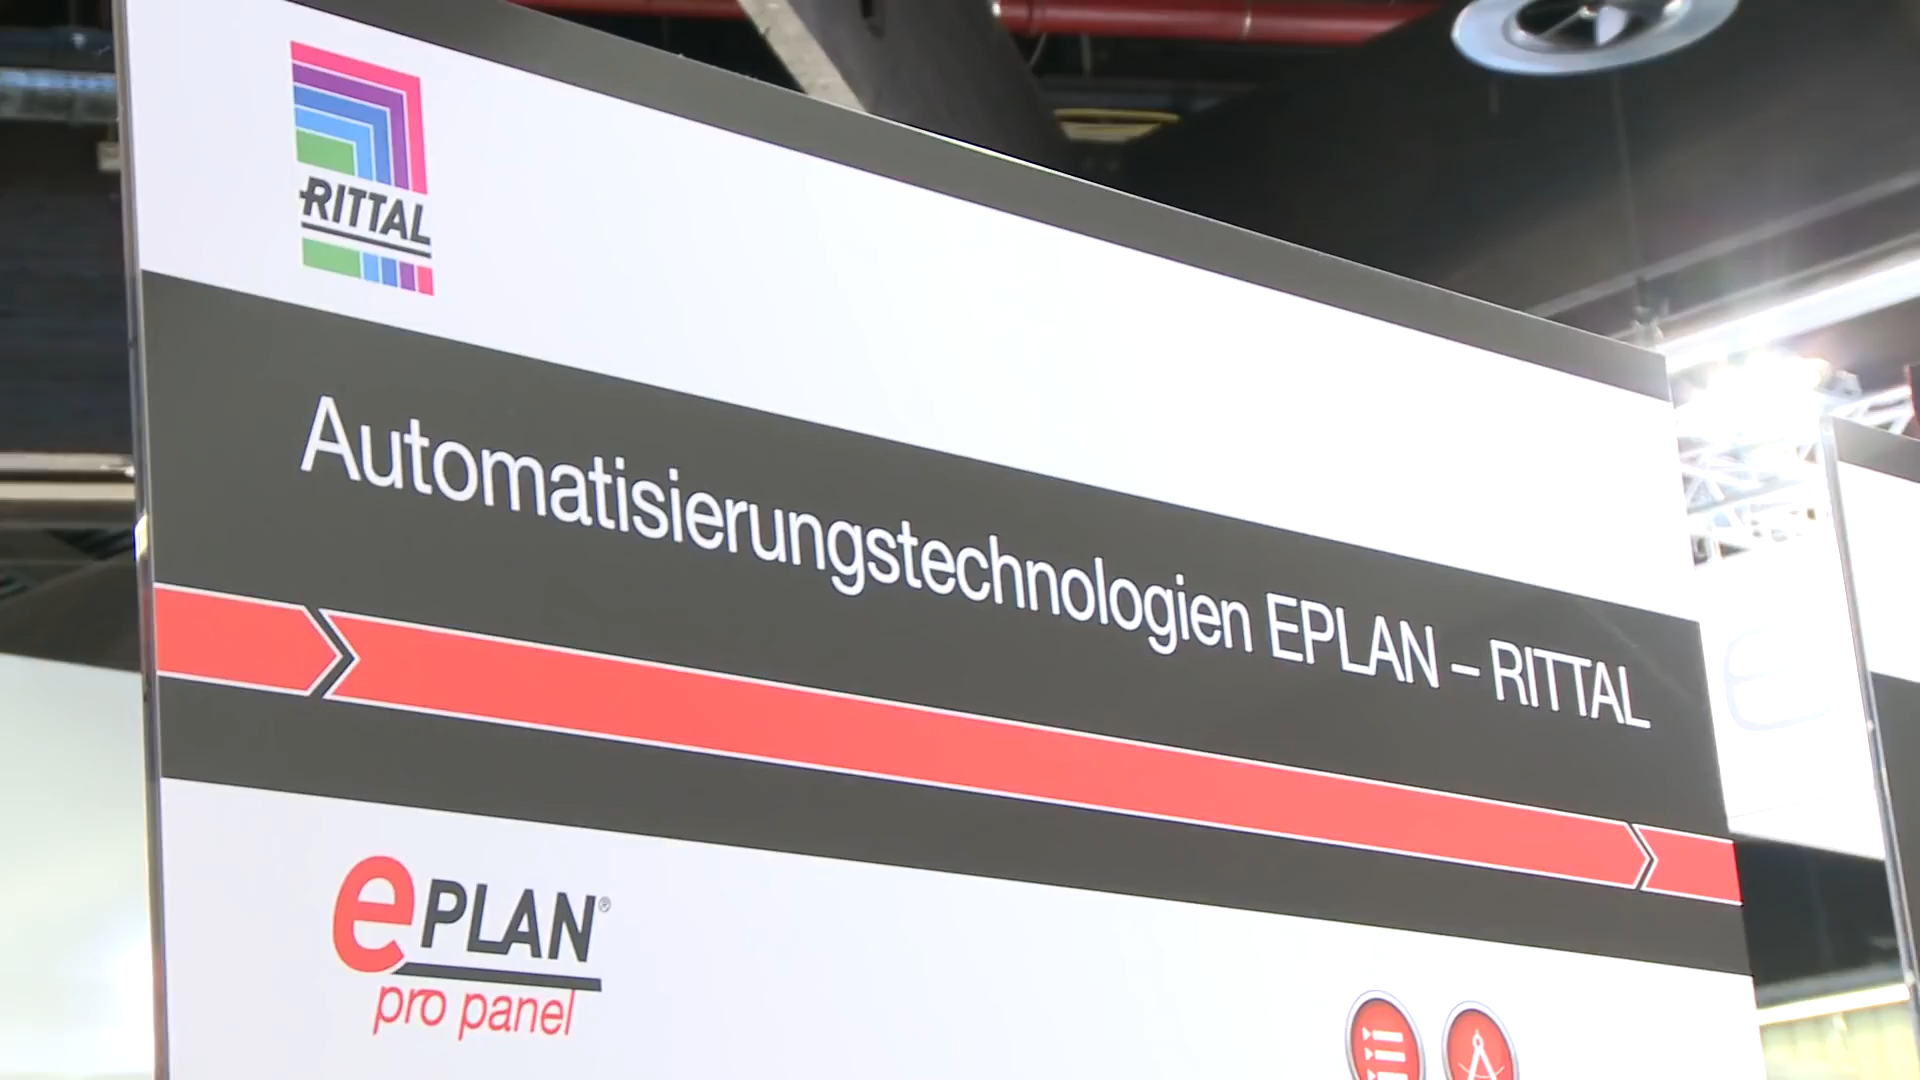 RITTAL
Automatisierungstechnologien EPLAN – RITTAL
ePLAN®
pro panel